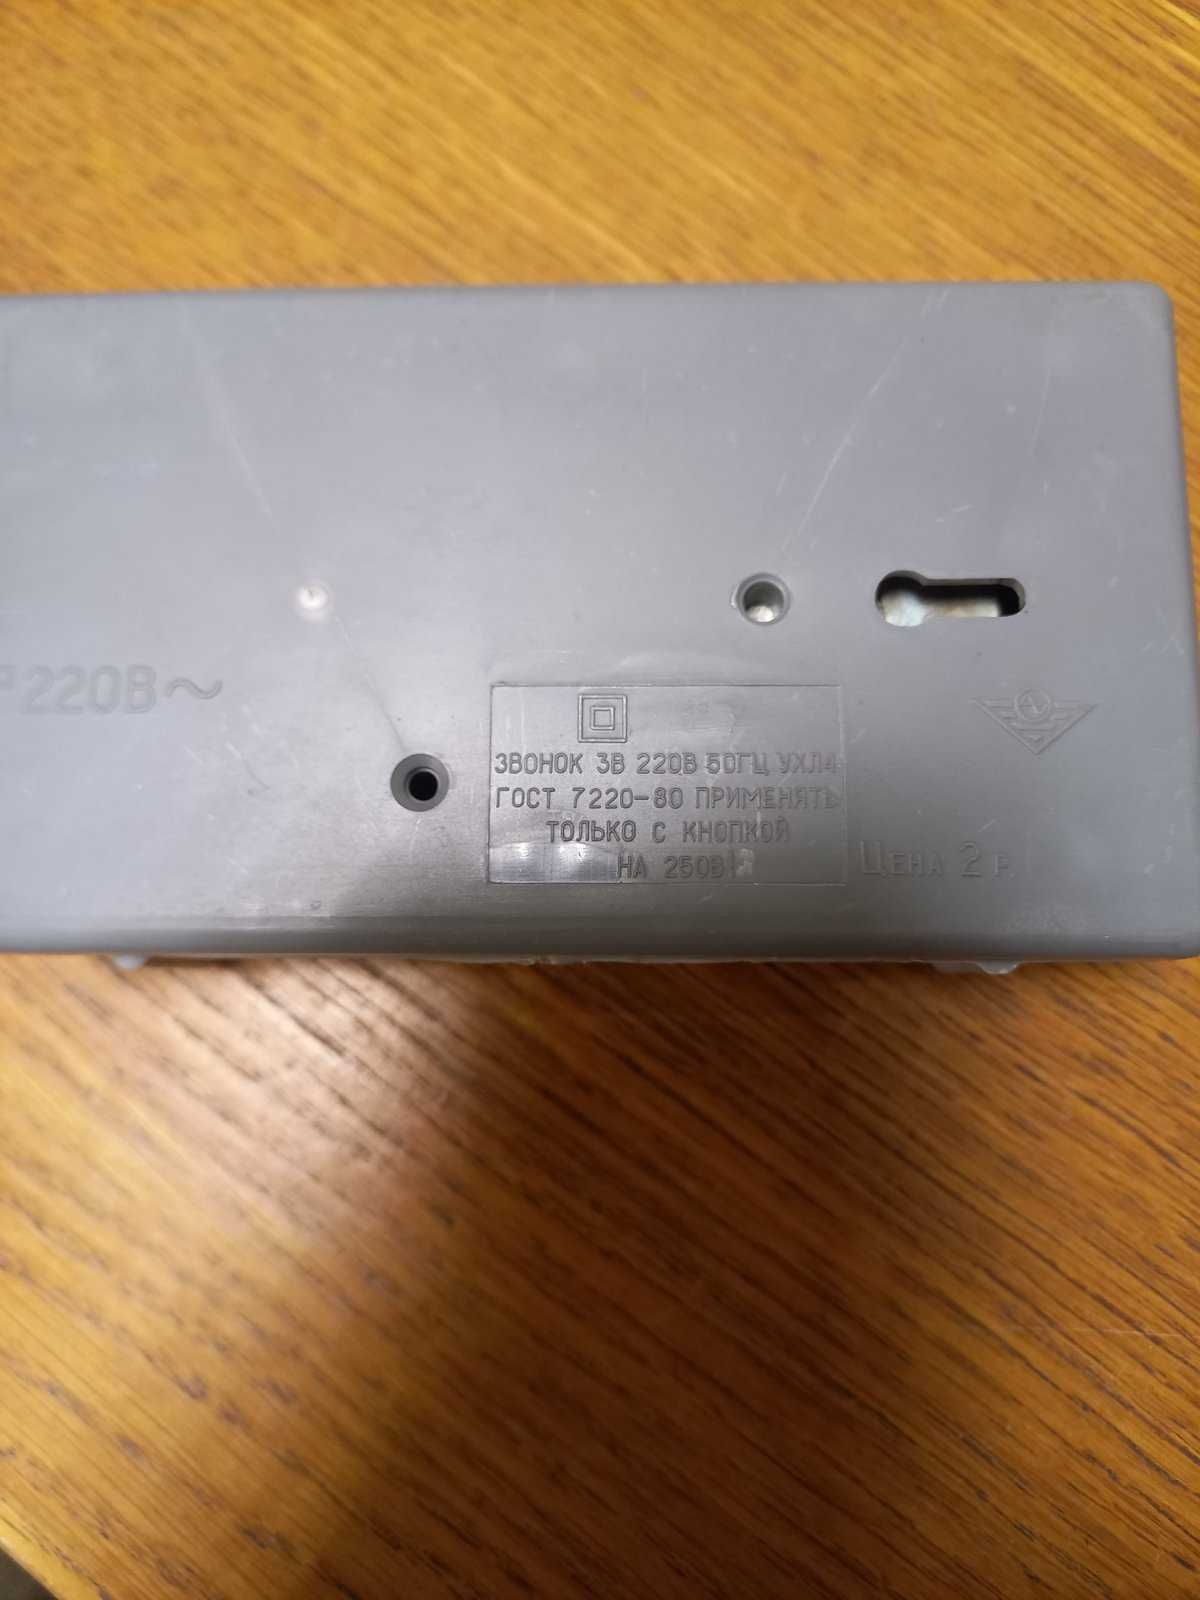 220В~
ЗВОНОК ЗВ 220В 50ГЦ УХЛ4
ГОСТ 7220-80 ПРИМЕНЯТЬ
ТОЛЬКО С КНОПКОЙ
НА 250В
ЦЕНА 2 Р.